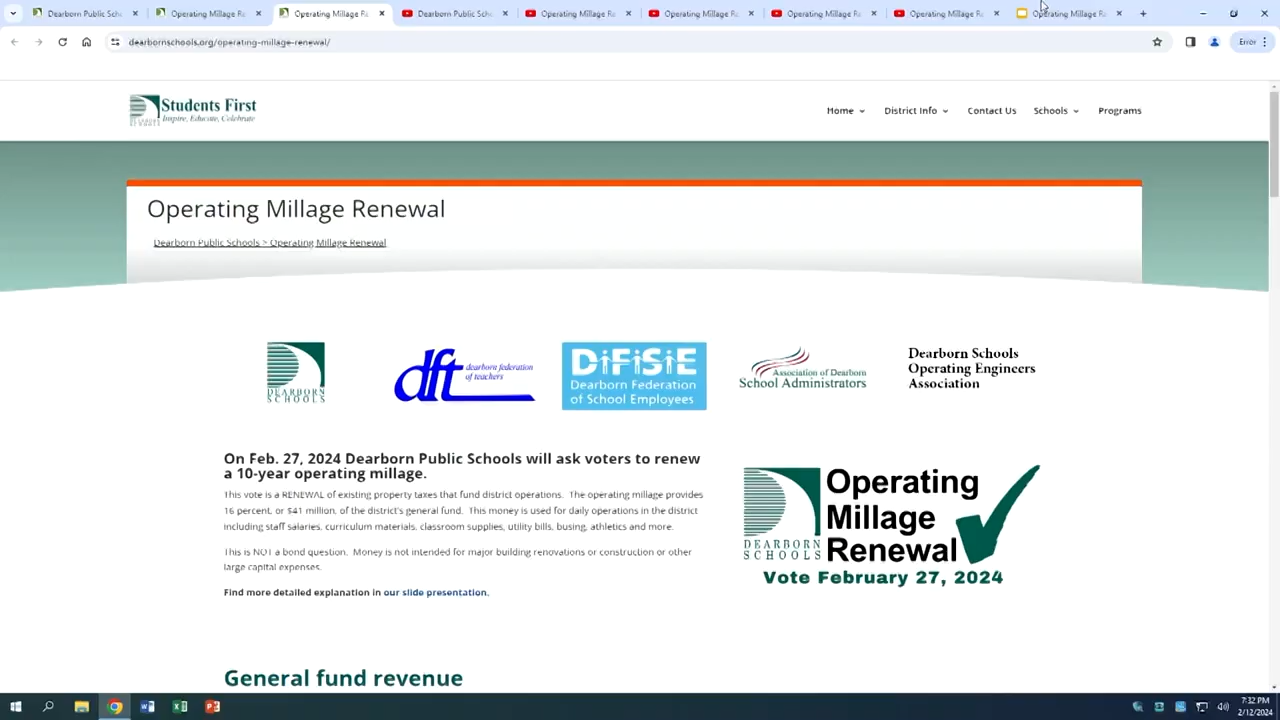 Dearborn Public Sch
Operating Millage R
Operating Millage R
Dearborn Public Sch
Operating Millage Re
Operating Millage Re
Operating Millage Re
Operating Millage R
Operating Millage Re
dearbornschools.org/operating-millage-renewal/
Error
Students First
Inspire, Educate, Celebrate
Home
District Info
Contact Us
Schools
Programs
Operating Millage Renewal
Dearborn Public Schools > Operating Millage Renewal
DEARBORN
SCHOOLS
dft dearborn federation
of teachers
DFSE
Dearborn Federation
of School Employees
Association of Dearborn
School Administrators
Dearborn Schools
Operating Engineers
Association
On Feb. 27, 2024 Dearborn Public Schools will ask voters to renew
a 10-year operating millage.
This vote is a RENEWAL of existing property taxes that fund district operations. The operating millage provides
16 percent, or $41 million, of the district's general fund. This money is used for daily operations in the district
including staff salaries, curriculum materials, classroom supplies, utility bills, busing, athletics and more.
This is NOT a bond question. Money is not intended for major building renovations or construction or other
large capital expenses.
Find more detailed explanation in our slide presentation.
DEARBORN
SCHOOLS
Operating
Millage
Renewal
Vote February 27, 2024
General fund revenue
7:32 PM
2/12/2024